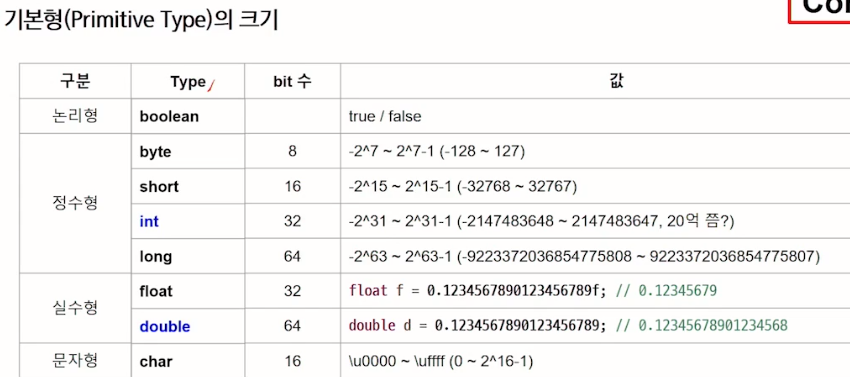 기본형(Primitive Type)의 크기
구분 Type bit 수 값
논리형 boolean true / false
정수형 byte 8 -2^7 ~ 2^7-1 (-128 ~ 127)
short 16 -2^15 ~ 2^15-1 (-32768 ~ 32767)
int 32 -2^31 ~ 2^31-1 (-2147483648 ~ 2147483647, 20억 쯤?)
long 64 -2^63 ~ 2^63-1 (-9223372036854775808 ~ 9223372036854775807)
실수형 float 32 float f = 0.1234567890123456789f; // 0.12345679
double 64 double d = 0.1234567890123456789; // 0.12345678901234568
문자형 char 16 \u0000 ~ \uffff (0 ~ 2^16-1)